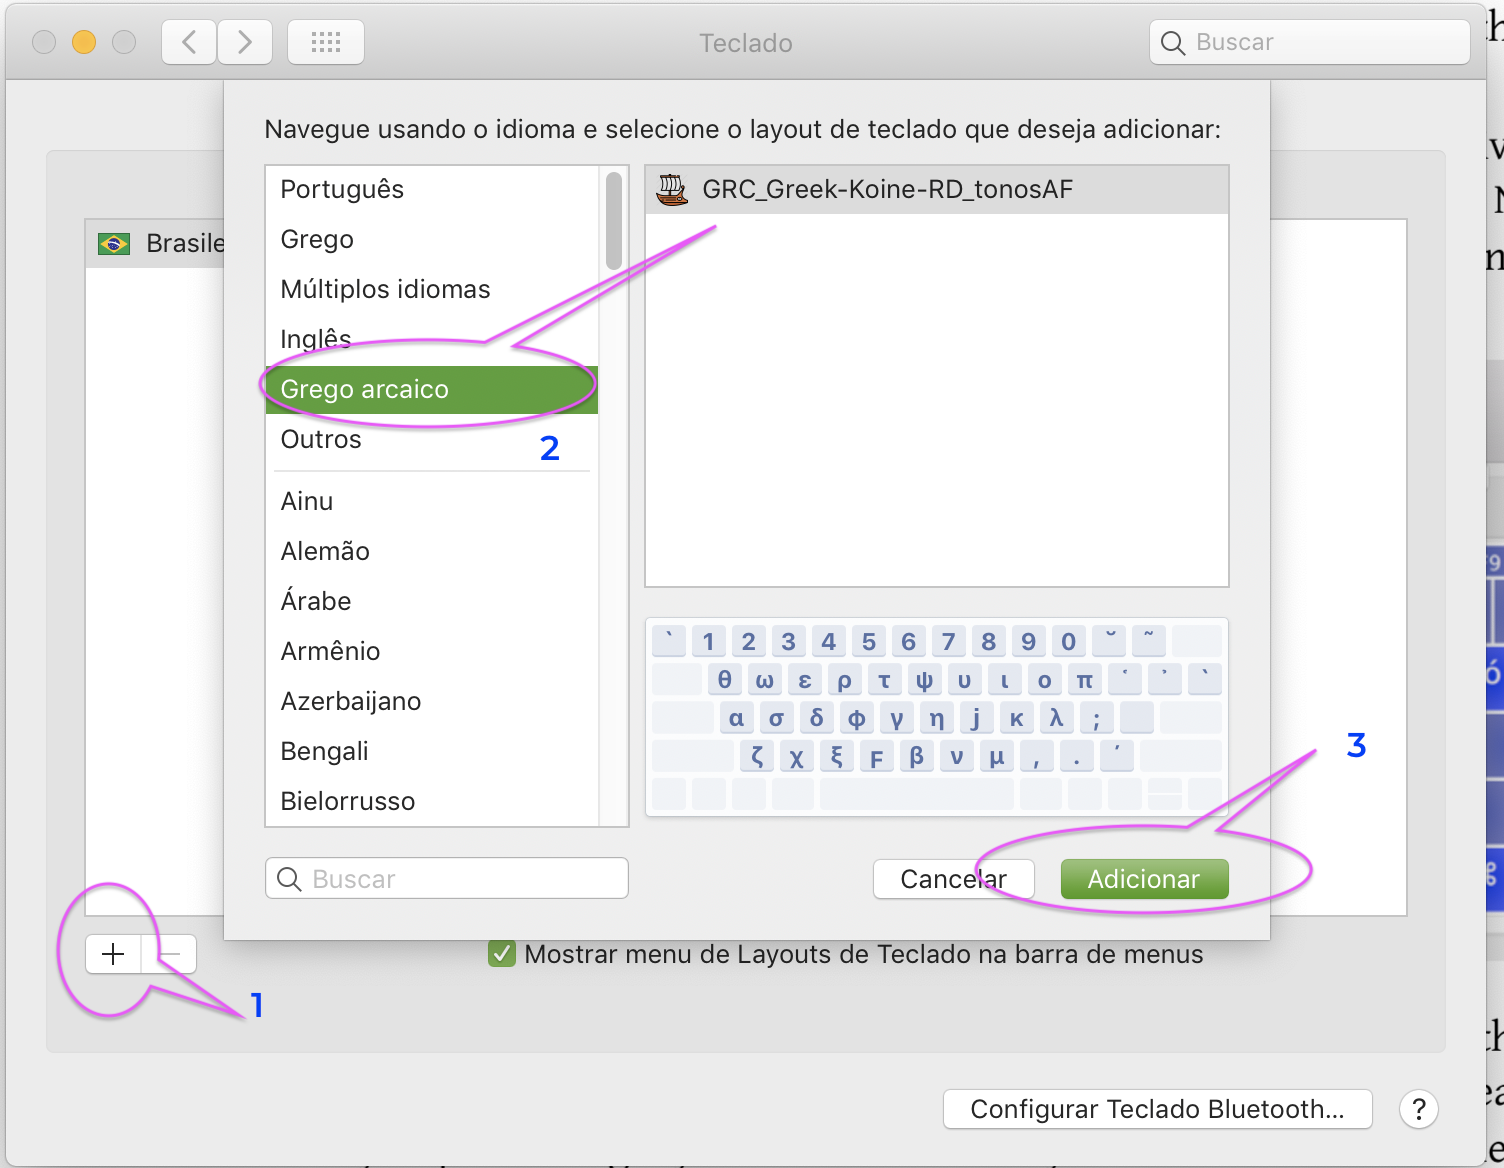 Teclado
Buscar
Navegue usando o idioma e selecione o layout de teclado que deseja adicionar:
Português
Grego
Múltiplos idiomas
Inglês
Grego arcaico
Outros
2
Ainu
Alemão
Árabe
Armênio
Azerbaijano
Bengali
Bielorrusso
Buscar
GRC_Greek-Koine-RD_tonosAF
` 1 2 3 4 5 6 7 8 9 0 ˘ ˜
θ ω ε ρ τ ψ υ ι ο π ῾ ᾿ `
α σ δ φ γ η j κ λ ;
ζ χ ξ ϝ β ν μ , . ΄
3
Cancelar
Adicionar
Brasile
+ −
1
Mostrar menu de Layouts de Teclado na barra de menus
Configurar Teclado Bluetooth...
?